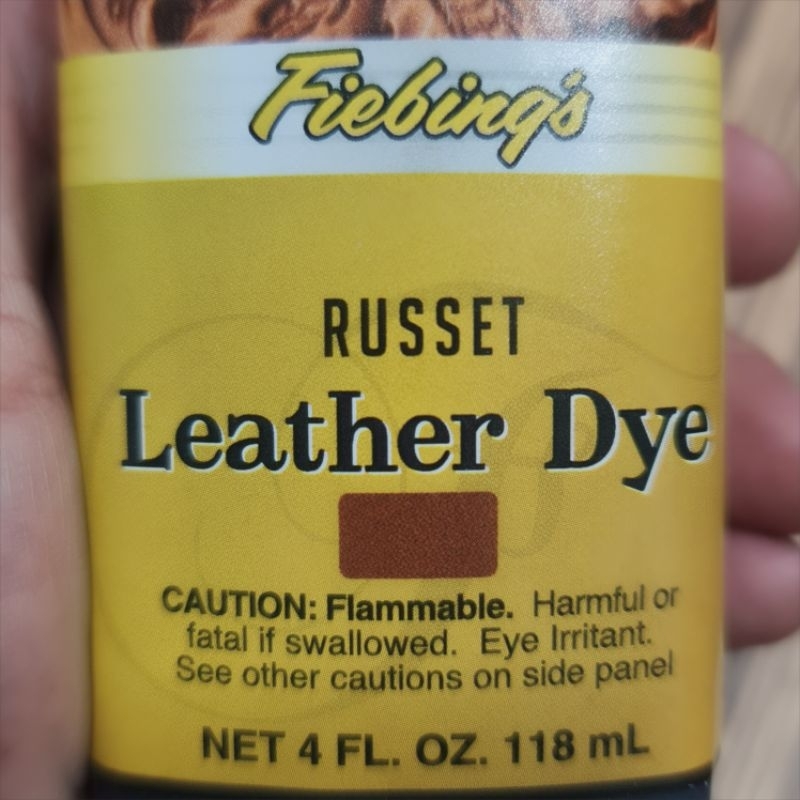 Fiebing's
RUSSET
Leather Dye
CAUTION: Flammable. Harmful or
fatal if swallowed. Eye Irritant.
See other cautions on side panel
NET 4 FL. OZ. 118 mL